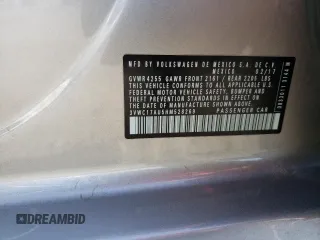 MFD BY VOLKSWAGEN DE MEXICO S.A. DE C.V.
MEXICO 02/17
GVWR 4255 GAWR FRONT 2161 / REAR 2205 LBS
THIS VEHICLE CONFORMS TO ALL APPLICABLE U.S.
FEDERAL MOTOR VEHICLE SAFETY, BUMPER AND
THEFT PREVENTION STANDARDS IN EFFECT ON
THE DATE OF MANUFACTURE SHOWN ABOVE.
PASSENGER CAR
DREAMBID